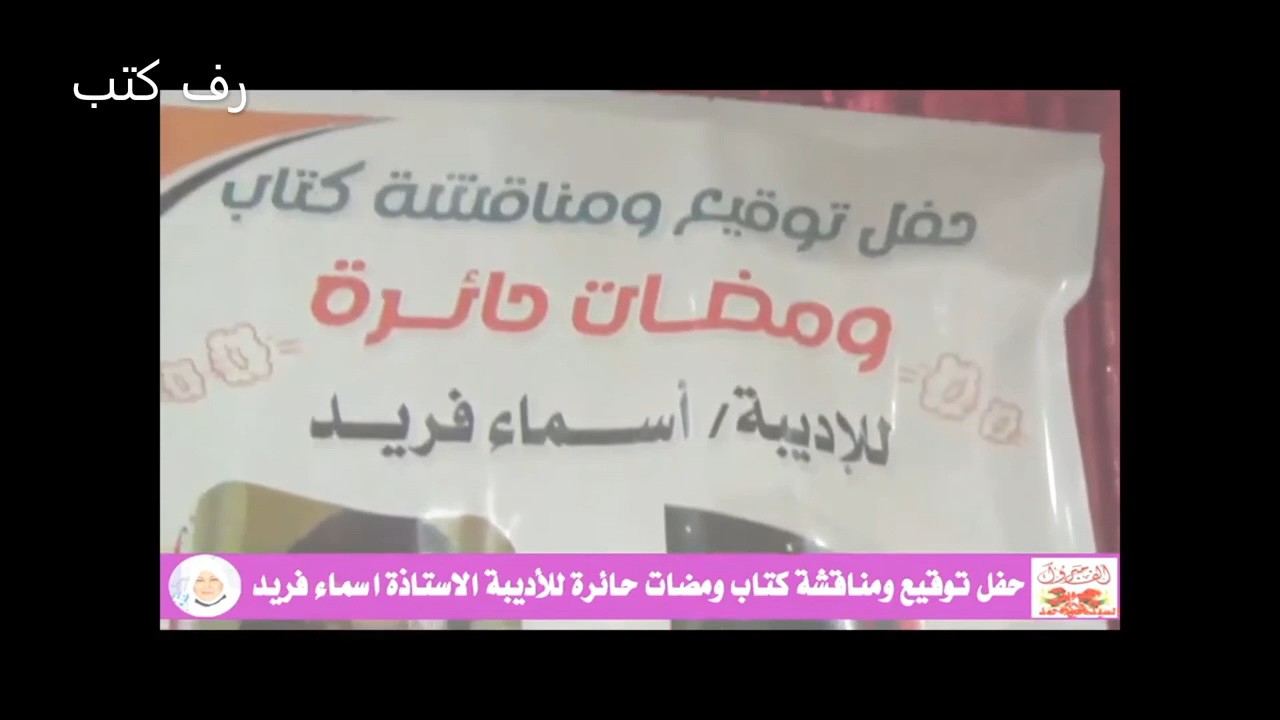 رف كتب
حفل توقيع ومناقشة كتاب
ومضات حائرة
للإديبة/ أسماء فريد
حفل توقيع ومناقشة كتاب ومضات حائرة للأديبة الاستاذة اسماء فريد